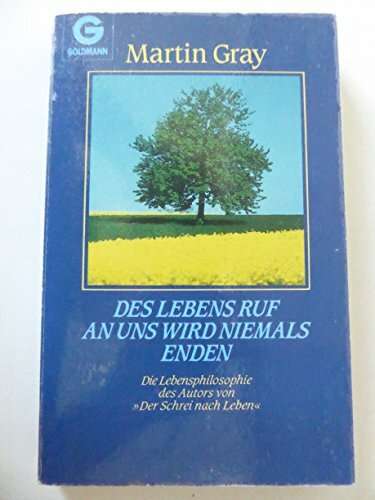 G
GOLDMANN
Martin Gray
DES LEBENS RUF
AN UNS WIRD NIEMALS
ENDEN
Die Lebensphilosophie
des Autors von
»Der Schrei nach Leben«